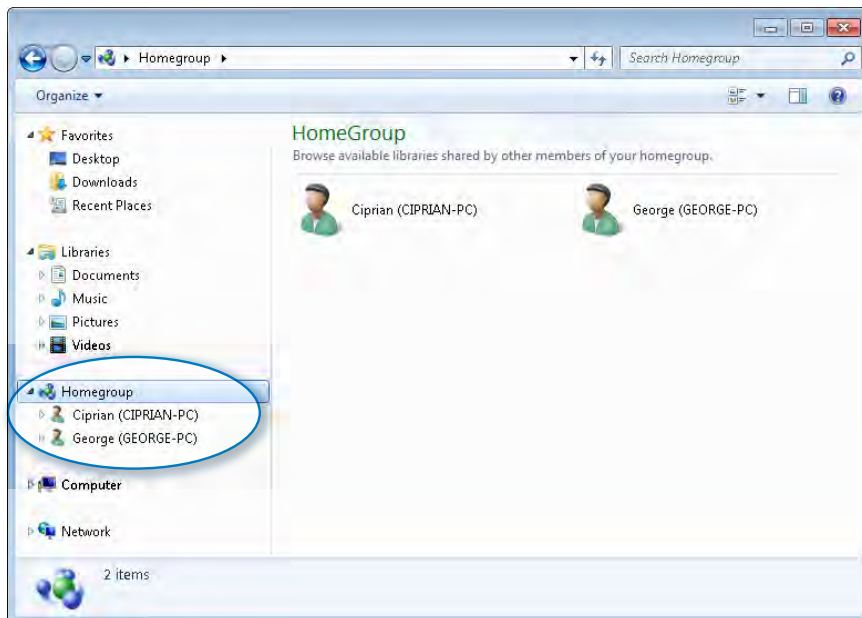 Homegroup
Search Homegroup
Organize
Favorites
Desktop
Downloads
Recent Places
Libraries
Documents
Music
Pictures
Videos
Homegroup
Ciprian (CIPRIAN-PC)
George (GEORGE-PC)
Computer
Network
HomeGroup
Browse available libraries shared by other members of your homegroup.
Ciprian (CIPRIAN-PC)
George (GEORGE-PC)
2 items